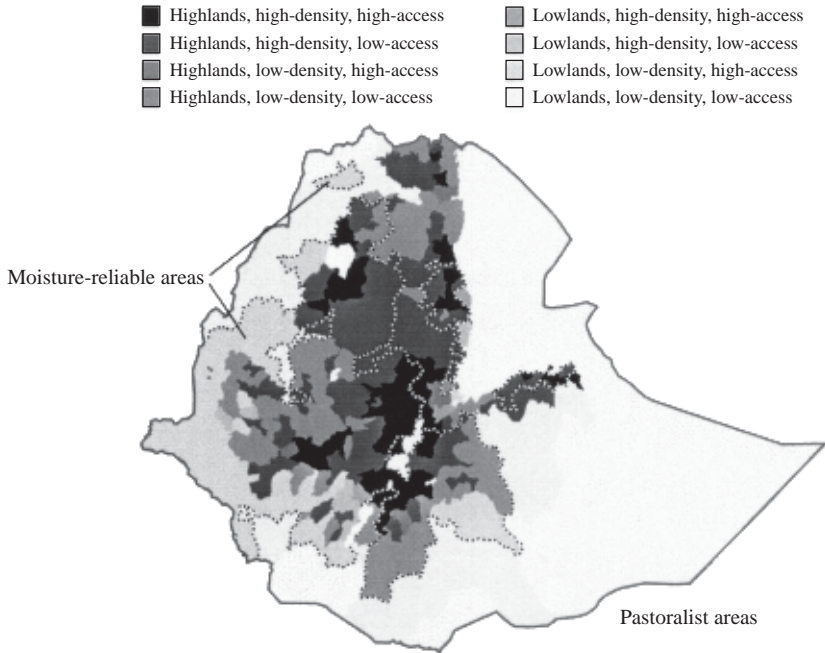 Highlands, high-density, high-access
Highlands, high-density, low-access
Highlands, low-density, high-access
Highlands, low-density, low-access
Lowlands, high-density, high-access
Lowlands, high-density, low-access
Lowlands, low-density, high-access
Lowlands, low-density, low-access
Moisture-reliable areas
Pastoralist areas